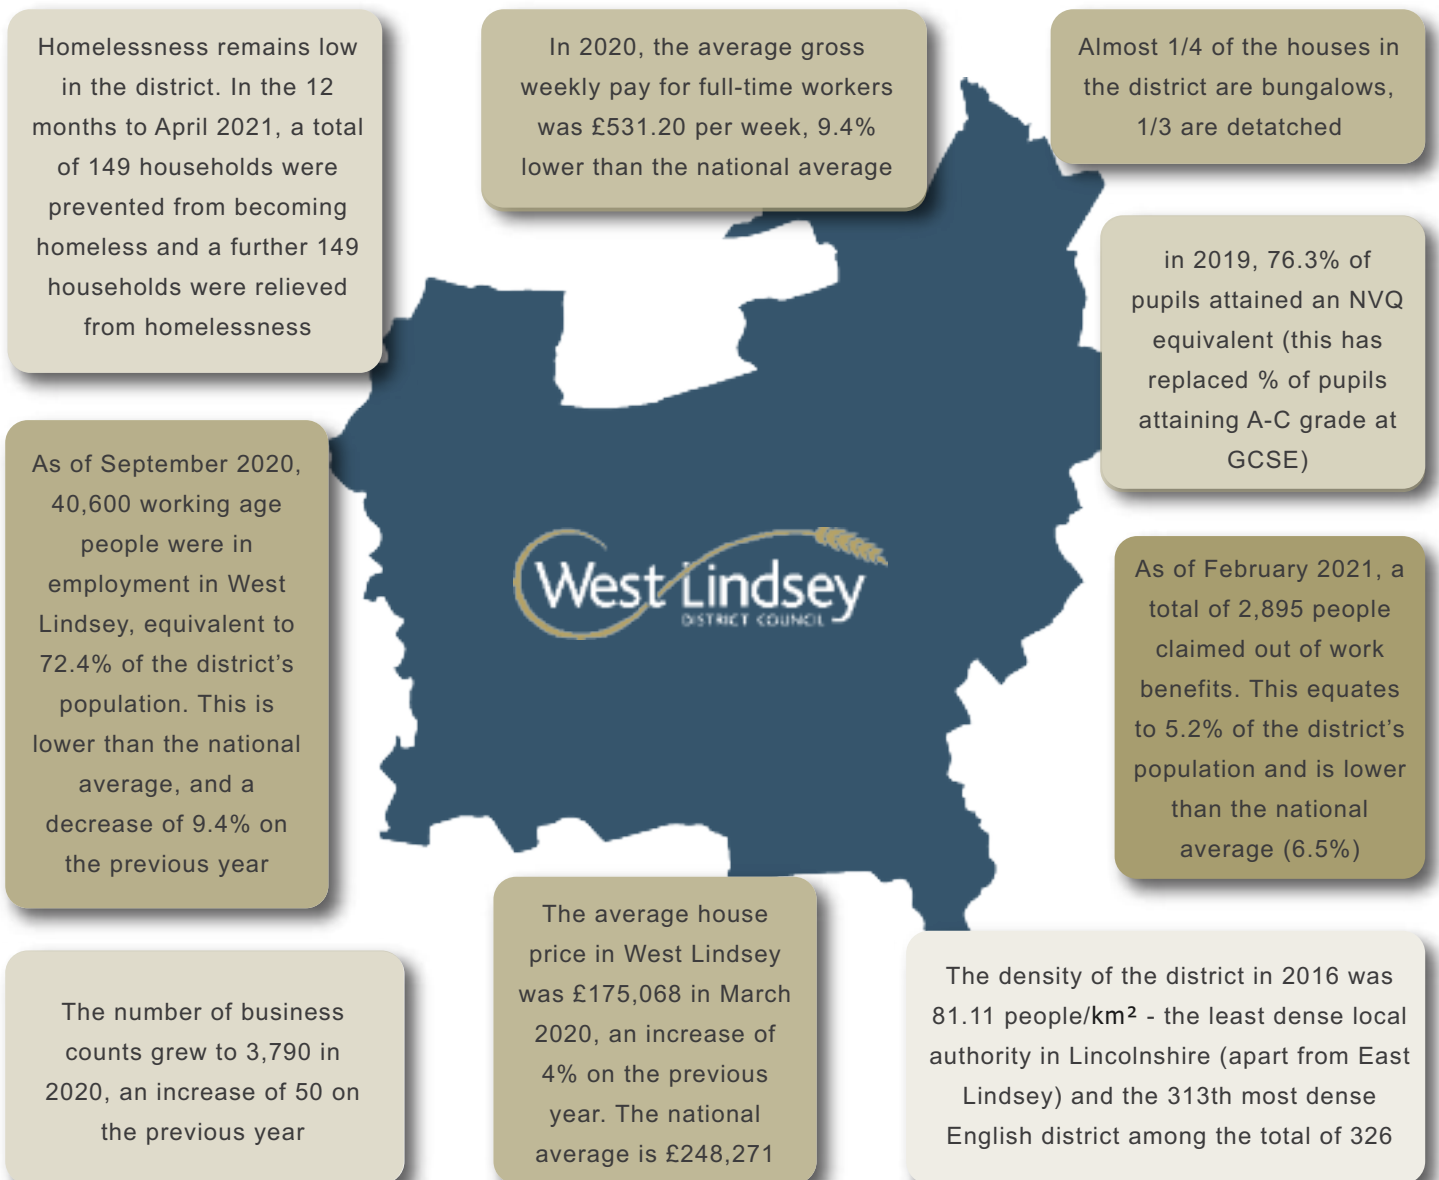 Homelessness remains low
in the district. In the 12
months to April 2021, a total
of 149 households were
prevented from becoming
homeless and a further 149
households were relieved
from homelessness
In 2020, the average gross
weekly pay for full-time workers
was £531.20 per week, 9.4%
lower than the national average
Almost 1/4 of the houses in
the district are bungalows,
1/3 are detatched
in 2019, 76.3% of
pupils attained an NVQ
equivalent (this has
replaced % of pupils
attaining A-C grade at
GCSE)
As of September 2020,
40,600 working age
people were in
employment in West
Lindsey, equivalent to
72.4% of the district’s
population. This is
lower than the national
average, and a
decrease of 9.4% on
the previous year
West Lindsey
DISTRICT COUNCIL
As of February 2021, a
total of 2,895 people
claimed out of work
benefits. This equates
to 5.2% of the district’s
population and is lower
than the national
average (6.5%)
The number of business
counts grew to 3,790 in
2020, an increase of 50 on
the previous year
The average house
price in West Lindsey
was £175,068 in March
2020, an increase of
4% on the previous
year. The national
average is £248,271
The density of the district in 2016 was
81.11 people/km² - the least dense local
authority in Lincolnshire (apart from East
Lindsey) and the 313th most dense
English district among the total of 326